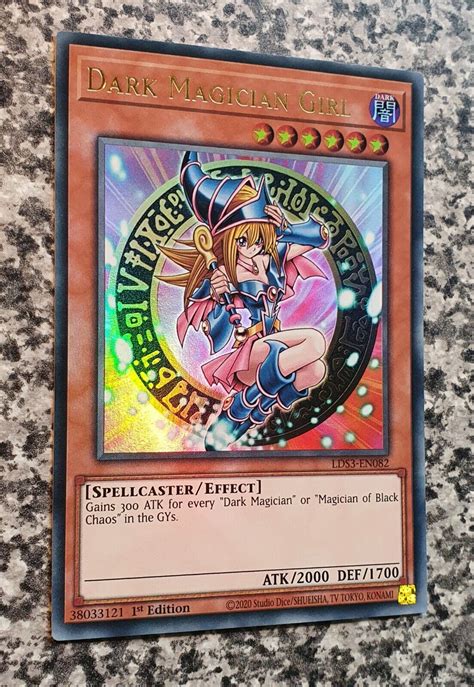 DARK MAGICIAN GIRL
DARK
闇
LDS3-EN082
[SPELLCASTER/EFFECT]
Gains 300 ATK for every "Dark Magician" or "Magician of Black
Chaos" in the GYs.
ATK/2000 DEF/1700
38033121 1st Edition
©2020 Studio Dice/SHUEISHA, TV TOKYO, KONAMI